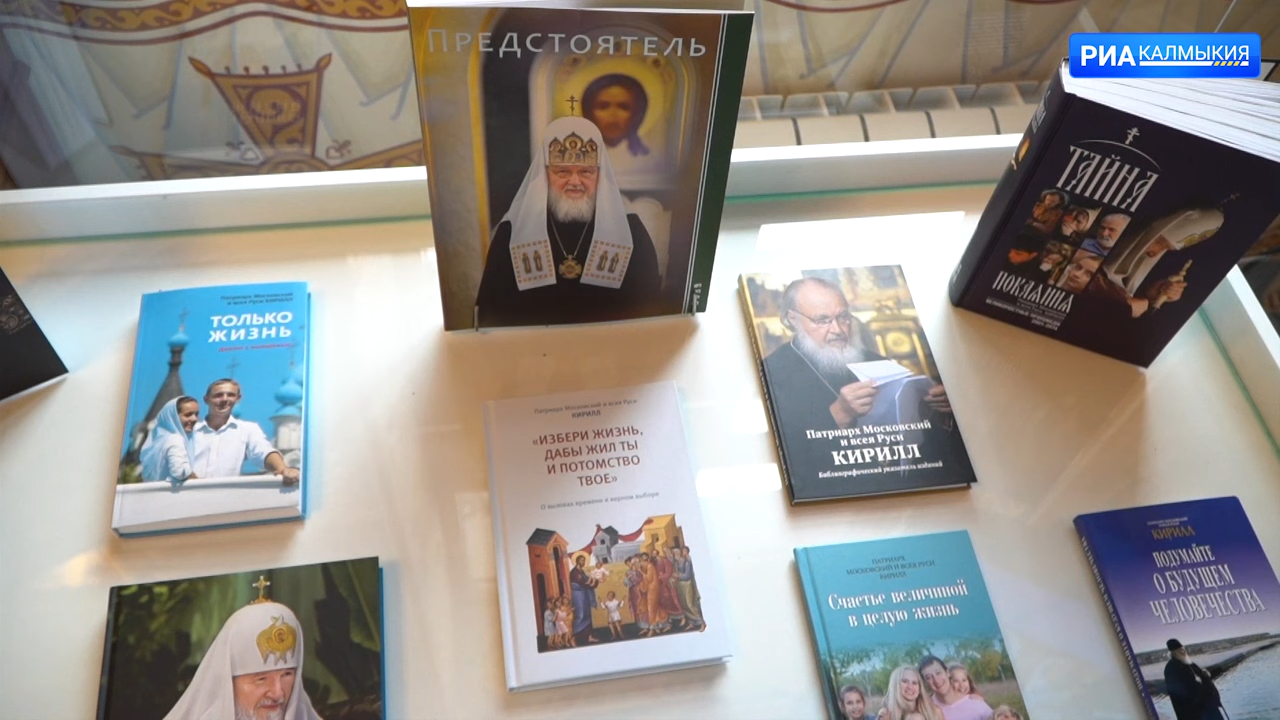 РИА КАЛМЫКИЯ
ПРЕДСТОЯТЕЛЬ
ТАЙНА
ПОКАЯНИЯ
Патриарх Московский
и всея Руси КИРИЛЛ
ТОЛЬКО
ЖИЗНЬ
Патриарх Московский и всея Руси
КИРИЛЛ
«ИЗБЕРИ ЖИЗНЬ,
ДАБЫ ЖИЛ ТЫ
И ПОТОМСТВО
ТВОЕ»
О вызовах времени и верном выборе
Патриарх Московский
и всея Руси
КИРИЛЛ
Библиографический указатель изданий
ПАТРИАРХ
МОСКОВСКИЙ И ВСЕЯ РУСИ
КИРИЛЛ
Счастье величиной
в целую жизнь
КИРИЛЛ
ПОДУМАЙТЕ
О БУДУЩЕМ
ЧЕЛОВЕЧЕСТВА